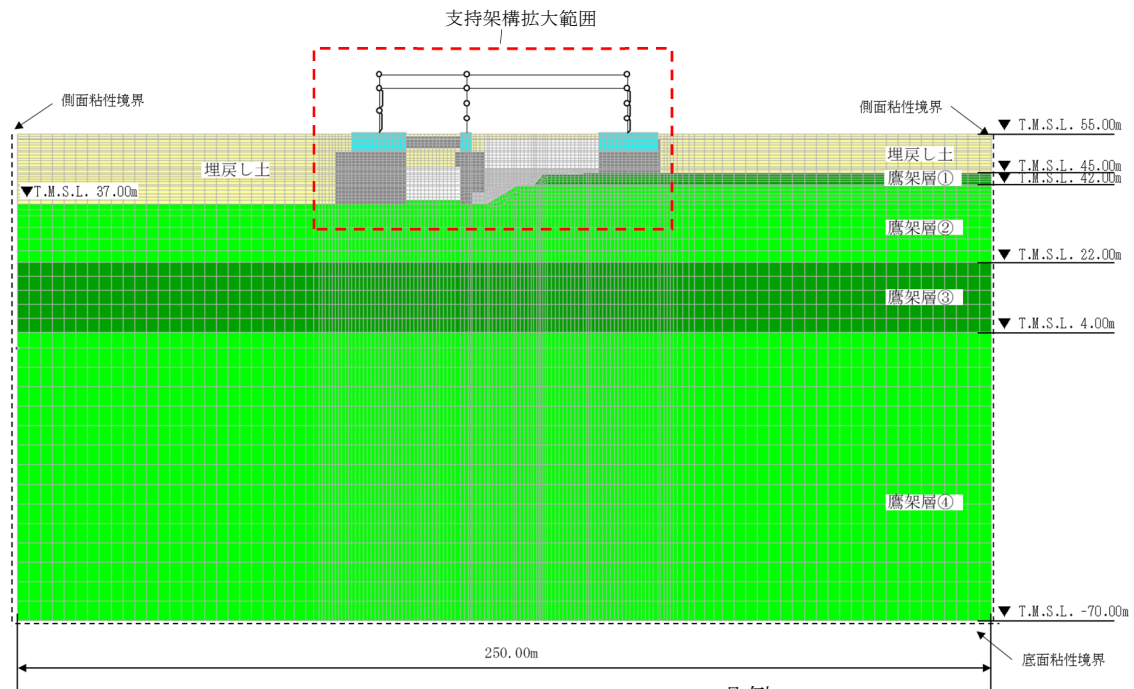 支持架構拡大範囲
側面粘性境界
側面粘性境界
▼ T.M.S.L. 55.00m
埋戻し土
埋戻し土
▼ T.M.S.L. 45.00m
鷹架層①
▼ T.M.S.L. 42.00m
▼T.M.S.L. 37.00m
鷹架層②
▼ T.M.S.L. 22.00m
鷹架層③
▼ T.M.S.L. 4.00m
鷹架層④
▼ T.M.S.L. -70.00m
250.00m
底面粘性境界